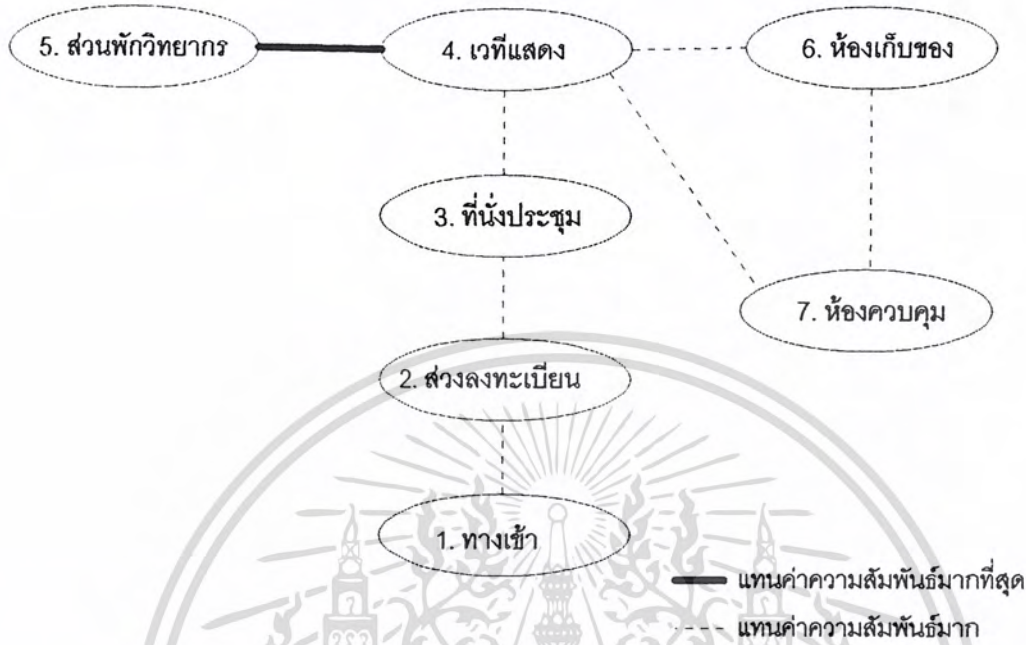 5. ส่วนพักวิทยากร
4. เวทีแสดง
6. ห้องเก็บของ
3. ที่นั่งประชุม
7. ห้องควบคุม
2. ส่วงลงทะเบียน
1. ทางเข้า
แทนค่าความสัมพันธ์มากที่สุด
แทนค่าความสัมพันธ์มาก